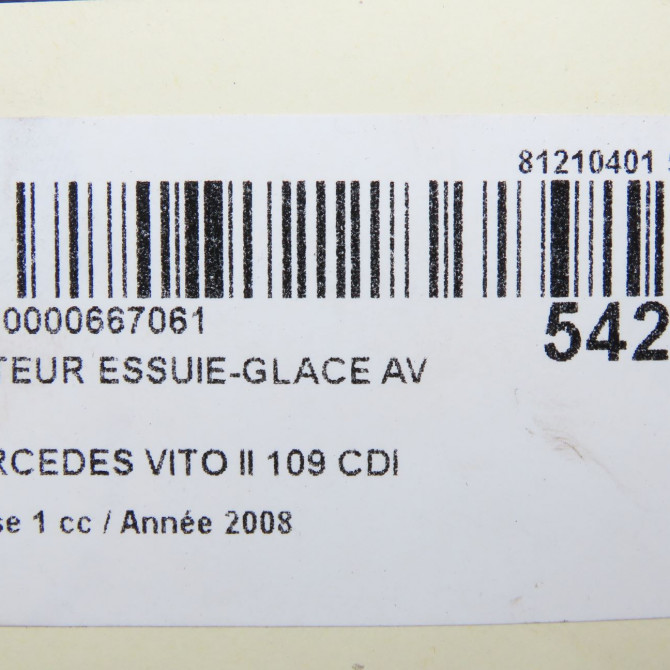 81210401
0000667061
542
TEUR ESSUIE-GLACE AV
RCEDES VITO II 109 CDI
se 1 cc / Année 2008